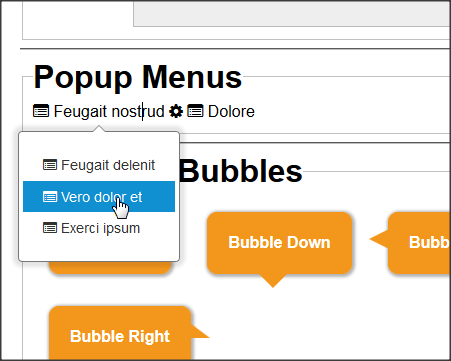 Popup Menus
Feugait nostrud Dolore
Feugait delenit
Vero dolor et
Exerci ipsum
Bubbles
Bubble Down
Bubb
Bubble Right